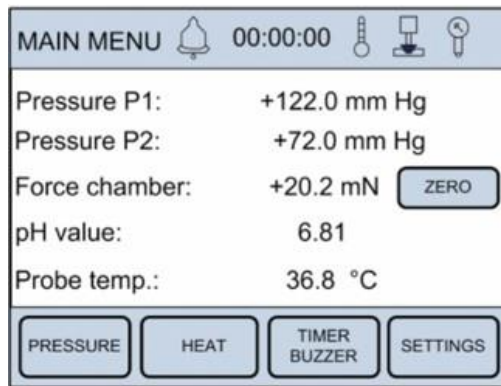 MAIN MENU 00:00:00
Pressure P1: +122.0 mm Hg
Pressure P2: +72.0 mm Hg
Force chamber: +20.2 mN ZERO
pH value: 6.81
Probe temp.: 36.8 °C
PRESSURE HEAT TIMER BUZZER SETTINGS